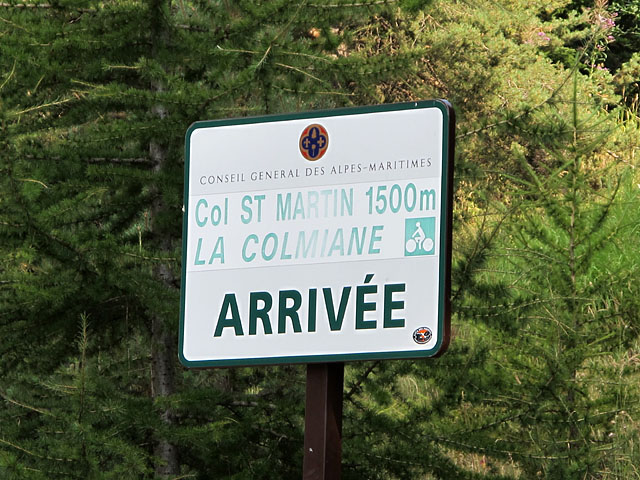 CONSEIL GENERAL DES ALPES-MARITIMES
Col ST MARTIN 1500m
LA COLMIANE
ARRIVÉE